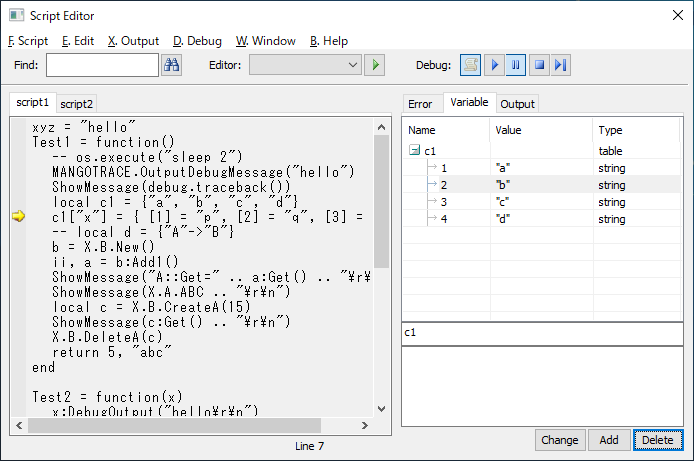 Script Editor
F. Script E. Edit X. Output D. Debug W. Window B. Help
Find: Editor: Debug:
script1 script2
xyz = "hello"
Test1 = function()
-- os.execute("sleep 2")
MANGOTRACE.OutputDebugMessage("hello")
ShowMessage(debug.traceback())
local c1 = {"a", "b", "c", "d"}
c1["x"] = { [1] = "p", [2] = "q", [3] =
-- local d = {"A"->"B"}
b = X.B.New()
ii, a = b:Add1()
ShowMessage("A::Get=" .. a:Get() .. "¥r¥
ShowMessage(X.A.ABC .. "¥r¥n")
local c = X.B.CreateA(15)
ShowMessage(c:Get() .. "¥r¥n")
X.B.DeleteA(c)
return 5, "abc"
end
Test2 = function(x)
x:DebugOutput("hello¥r¥n")
Line 7
Error Variable Output
Name Value Type
c1 table
1 "a" string
2 "b" string
3 "c" string
4 "d" string
c1
Change Add Delete